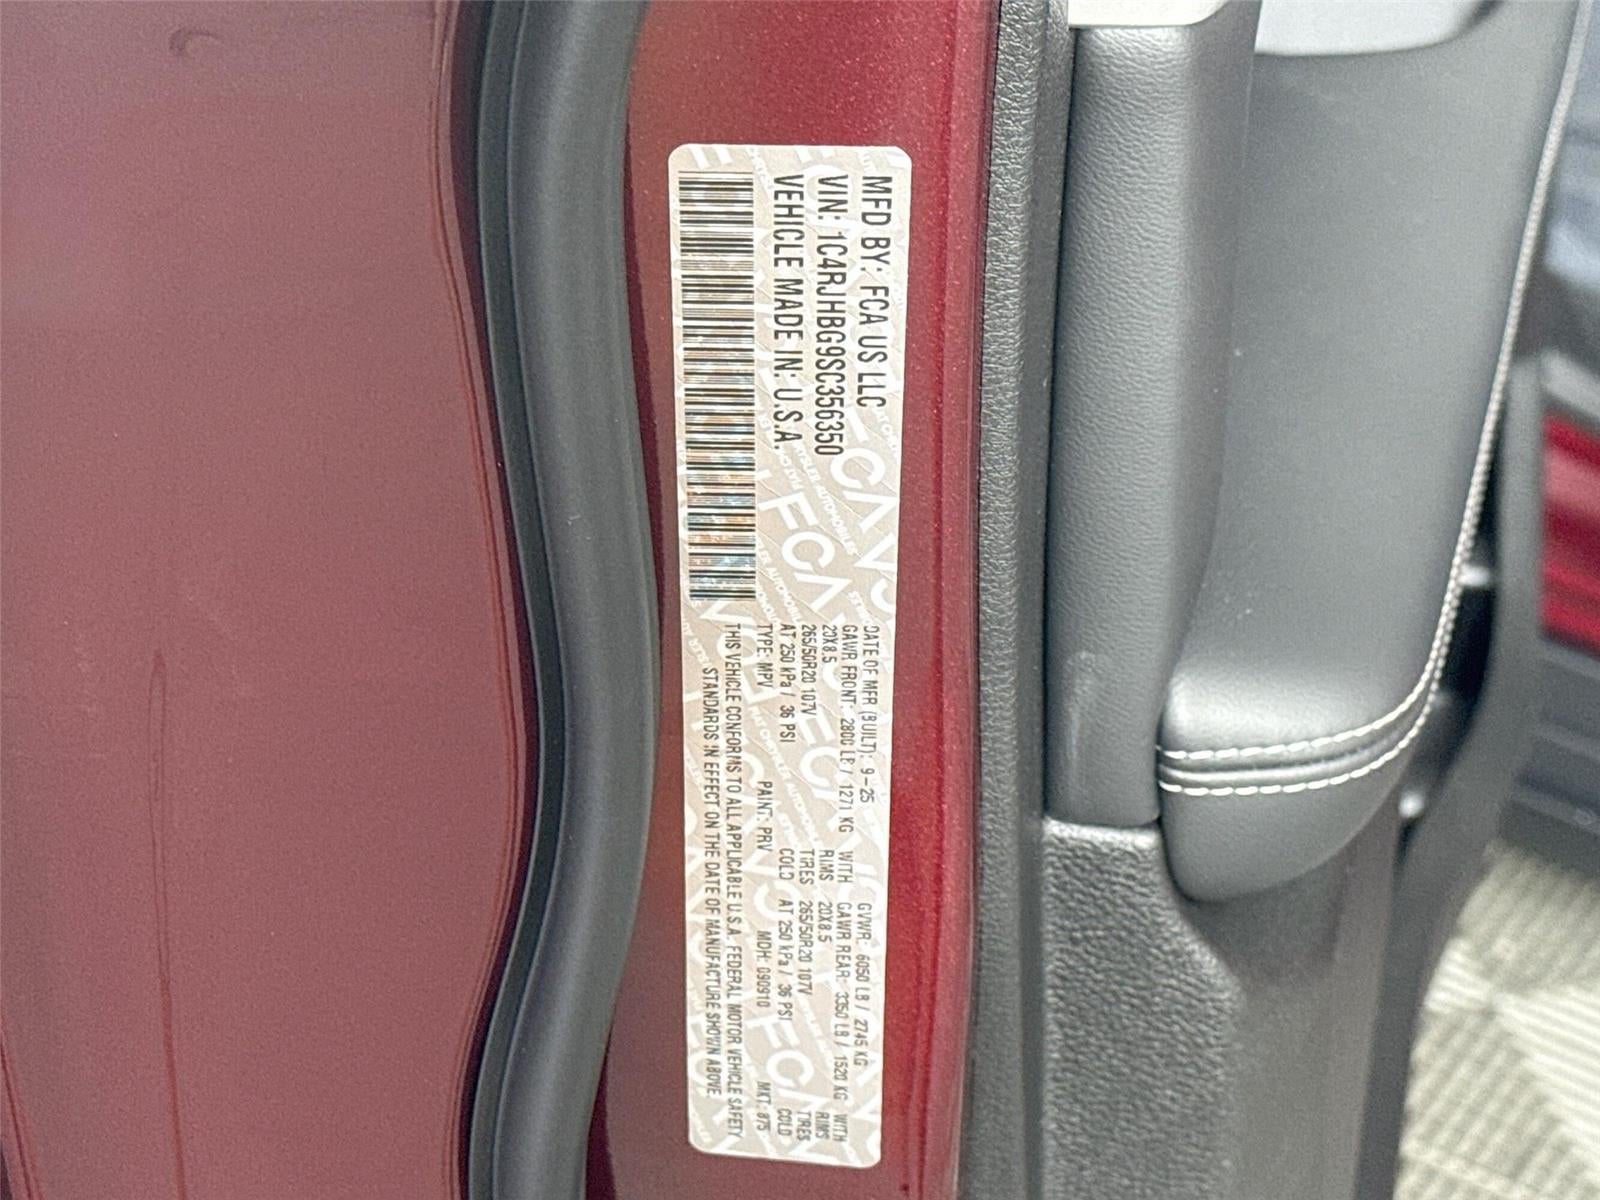 MFD BY: FCA US LLC
VIN: 1C4RJHBG9SC356350
VEHICLE MADE IN: U.S.A.
DATE OF MFR (BUILT): 9-25 GVWR: 6050 LB / 2745 KG
GAWR FRONT: 2800 LB / 1271 KG WITH GAWR REAR: 3350 LB / 1520 KG WITH
20X8.5 RIMS 20X8.5 RIMS
265/50R20 107V TIRES 265/50R20 107V TIRES
AT 250 kPa / 36 PSI COLD AT 250 kPa / 36 PSI COLD
TYPE: MPV PAINT: PRV MDH: 090910 MKT: 875
THIS VEHICLE CONFORMS TO ALL APPLICABLE U.S.A. FEDERAL MOTOR VEHICLE SAFETY
STANDARDS IN EFFECT ON THE DATE OF MANUFACTURE SHOWN ABOVE